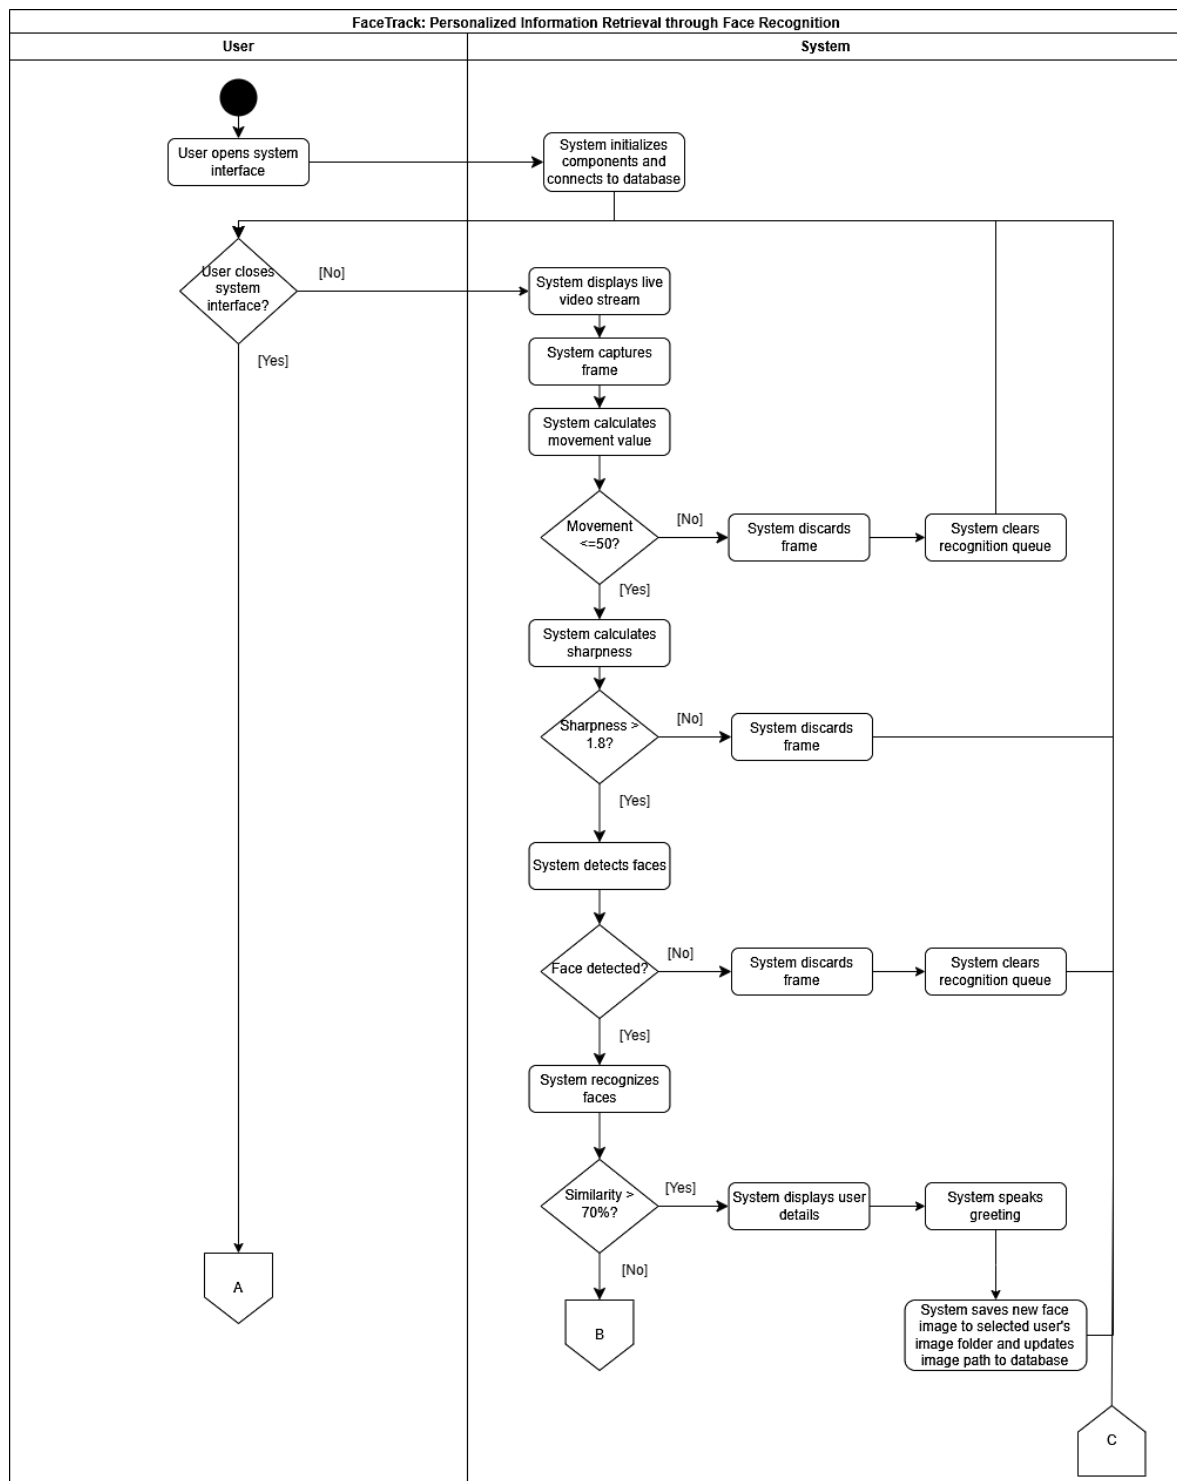 FaceTrack: Personalized Information Retrieval through Face Recognition
User
System
User opens system
interface
System initializes
components and
connects to database
User closes
system
interface?
[No]
[Yes]
System displays live
video stream
System captures
frame
System calculates
movement value
Movement
<=50?
[No]
System discards
frame
System clears
recognition queue
[Yes]
System calculates
sharpness
Sharpness >
1.8?
[No]
System discards
frame
[Yes]
System detects faces
Face detected?
[No]
System discards
frame
System clears
recognition queue
[Yes]
System recognizes
faces
Similarity >
70%?
[Yes]
System displays user
details
System speaks
greeting
[No]
A
B
System saves new face
image to selected user's
image folder and updates
image path to database
C